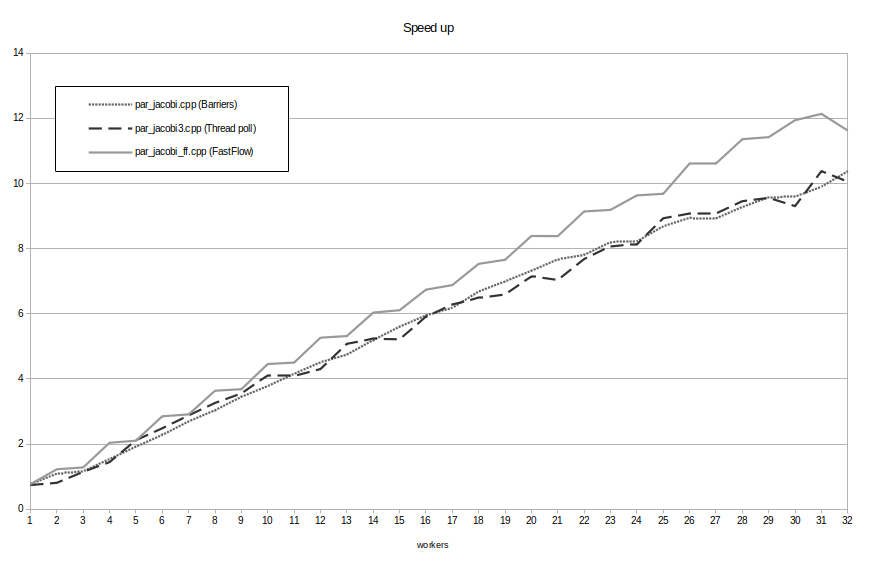 Speed up
14
12
10
8
6
4
2
0
par_jacobi.cpp (Barriers)
par_jacobi3.cpp (Thread poll)
par_jacobi_ff.cpp (FastFlow)
1 2 3 4 5 6 7 8 9 10 11 12 13 14 15 16 17 18 19 20 21 22 23 24 25 26 27 28 29 30 31 32
workers